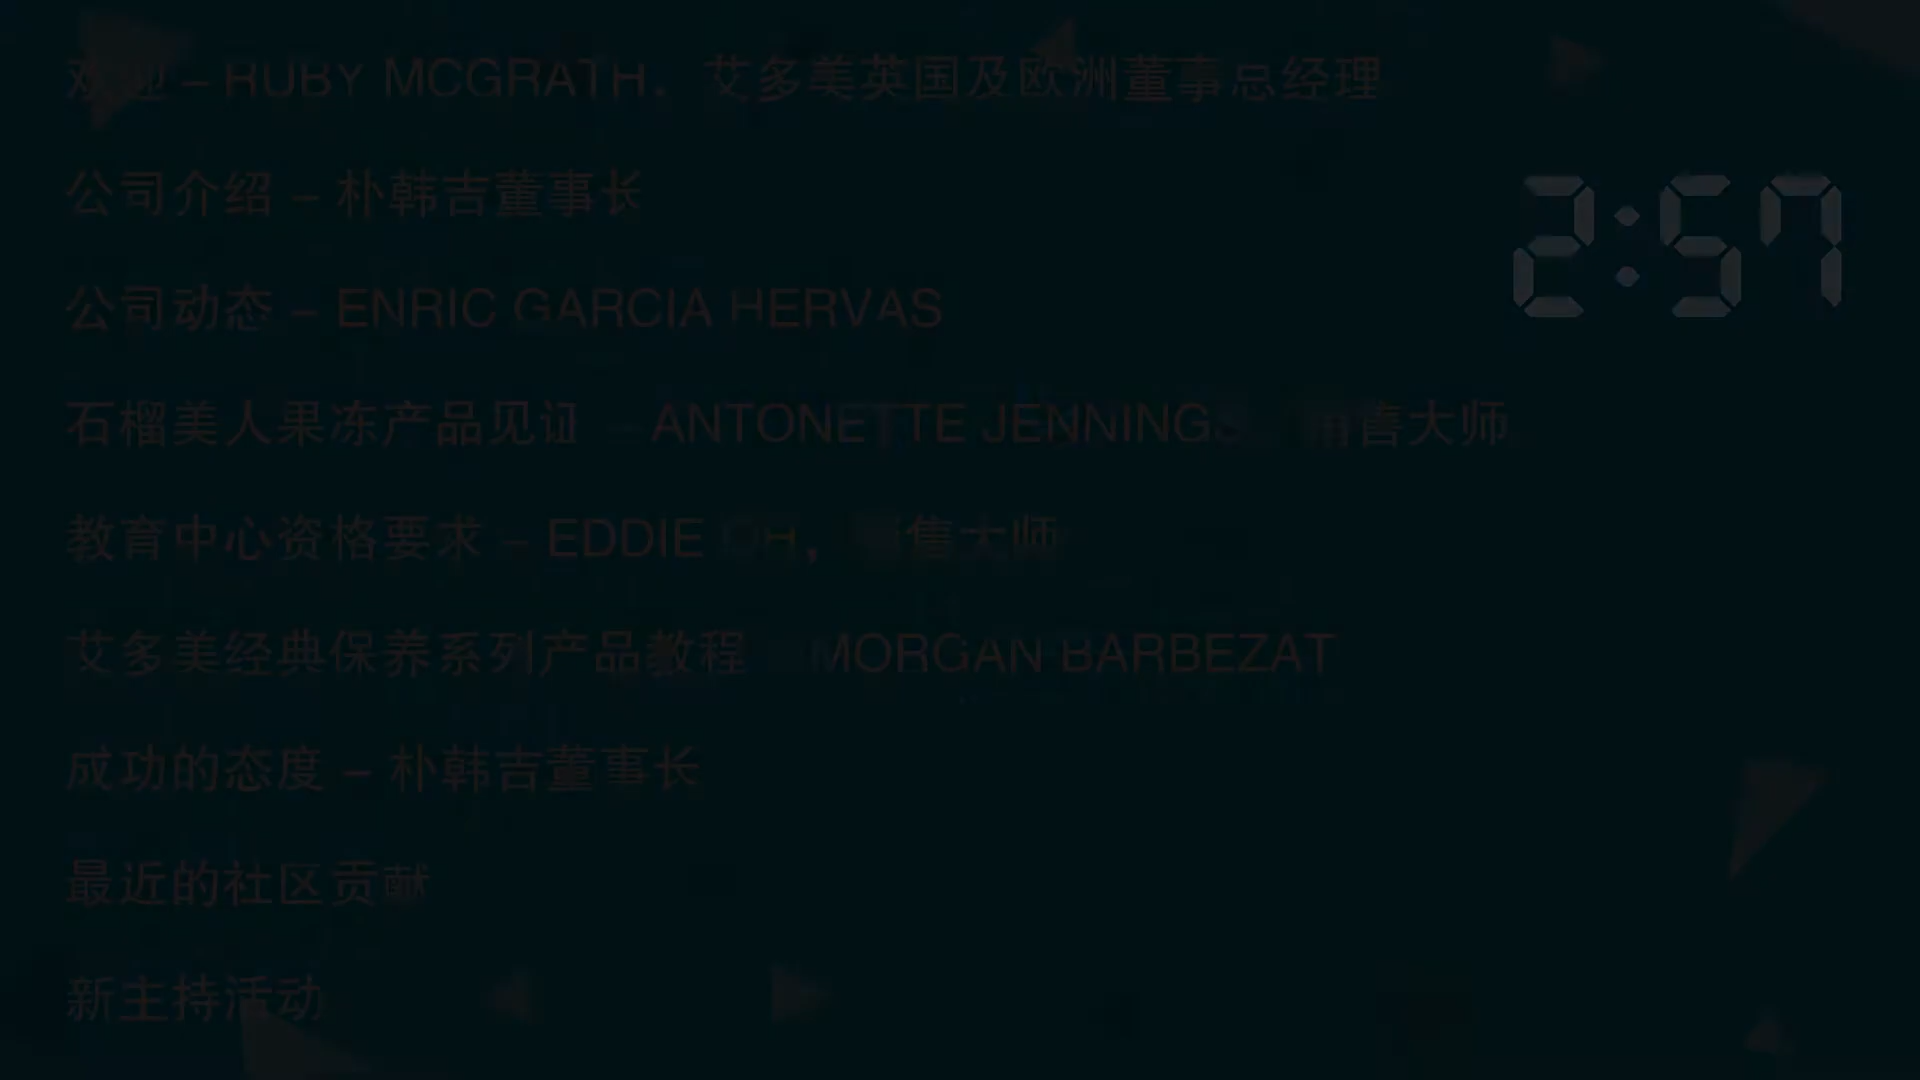 欢迎 – RUBY MCGRATH. 艾多美英国及欧洲董事总经理
2:57
公司介绍 – 朴韩吉董事长
公司动态 – ENRIC GARCIA HERVAS
石榴美人果冻产品见证 – ANTONETTE JENNINGS 销售大师
教育中心资格要求 – EDDIE OH，销售大师
艾多美经典保养系列产品教程 MORGAN BARBEZAT
成功的态度 – 朴韩吉董事长
最近的社区贡献
新主持活动